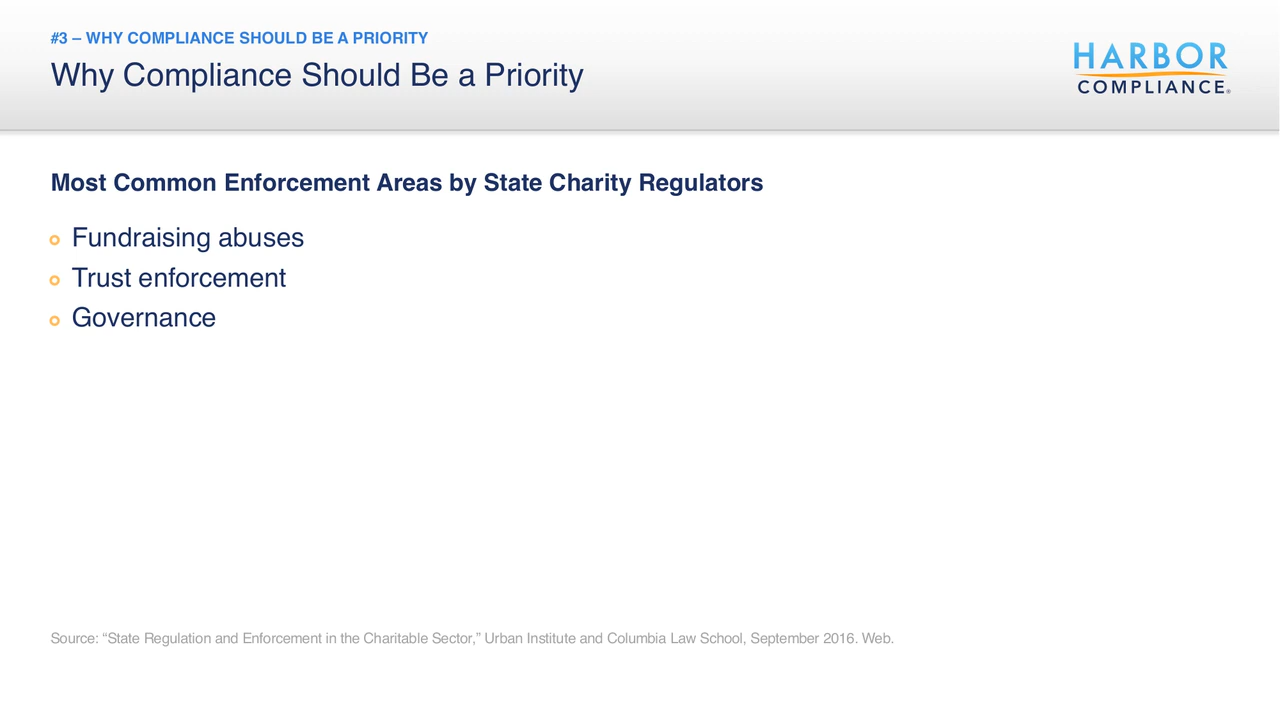 #3 – WHY COMPLIANCE SHOULD BE A PRIORITY
Why Compliance Should Be a Priority
HARBOR
COMPLIANCE®
Most Common Enforcement Areas by State Charity Regulators
Fundraising abuses
Trust enforcement
Governance
Source: “State Regulation and Enforcement in the Charitable Sector,” Urban Institute and Columbia Law School, September 2016. Web.